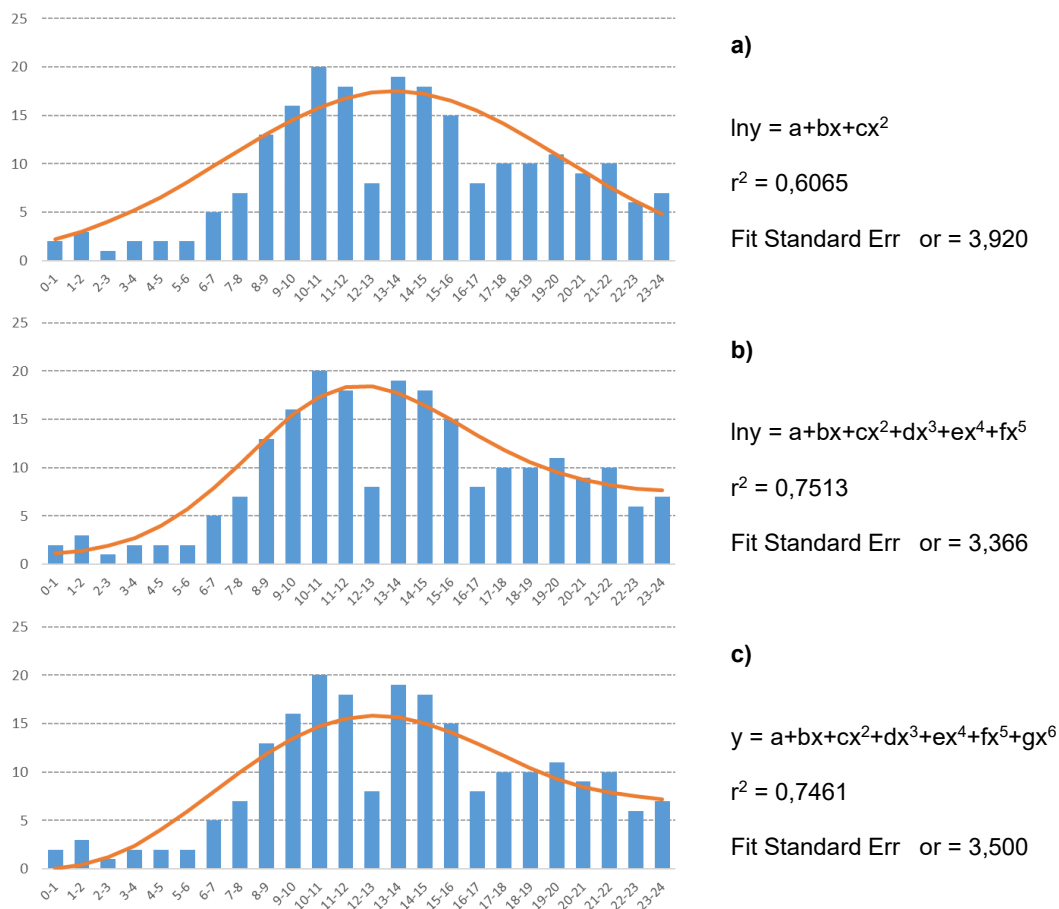 25
20
15
10
5
0
0-1 1-2 2-3 3-4 4-5 5-6 6-7 7-8 8-9 9-10 10-11 11-12 12-13 13-14 14-15 15-16 16-17 17-18 18-19 19-20 20-21 21-22 22-23 23-24
a)
lny = a+bx+cx²
r² = 0,6065
Fit Standard Err or = 3,920
25
20
15
10
5
0
0-1 1-2 2-3 3-4 4-5 5-6 6-7 7-8 8-9 9-10 10-11 11-12 12-13 13-14 14-15 15-16 16-17 17-18 18-19 19-20 20-21 21-22 22-23 23-24
b)
lny = a+bx+cx²+dx³+ex⁴+fx⁵
r² = 0,7513
Fit Standard Err or = 3,366
25
20
15
10
5
0
0-1 1-2 2-3 3-4 4-5 5-6 6-7 7-8 8-9 9-10 10-11 11-12 12-13 13-14 14-15 15-16 16-17 17-18 18-19 19-20 20-21 21-22 22-23 23-24
c)
y = a+bx+cx²+dx³+ex⁴+fx⁵+gx⁶
r² = 0,7461
Fit Standard Err or = 3,500